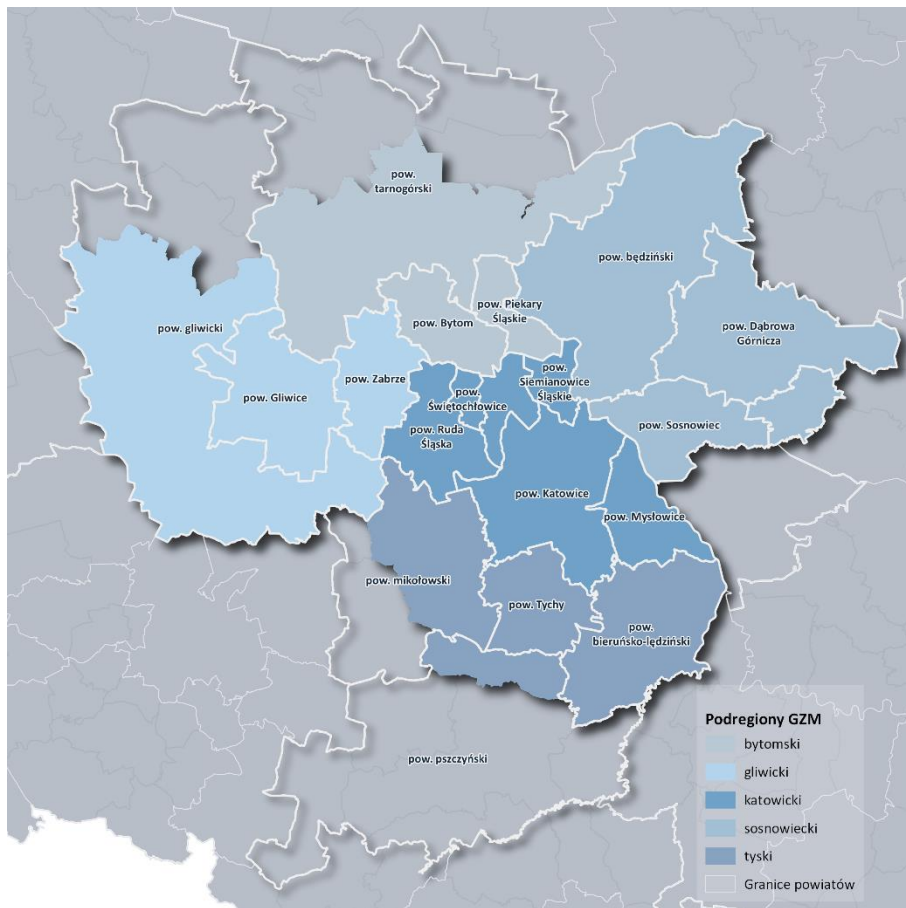 pow.
tarnogórski
pow. będziński
pow. Piekary
Śląskie
pow. Bytom
pow. gliwicki
pow. Dąbrowa
Górnicza
pow. Zabrze
pow.
Siemianowice
Śląskie
pow. Gliwice
pow.
Świętochłowice
pow. Ruda
Śląska
pow. Sosnowiec
pow. Katowice
pow. Mysłowice
pow. mikołowski
pow. Tychy
pow.
bieruńsko-lędziński
pow. pszczyński
Podregiony GZM
bytomski
gliwicki
katowicki
sosnowiecki
tyski
Granice powiatów